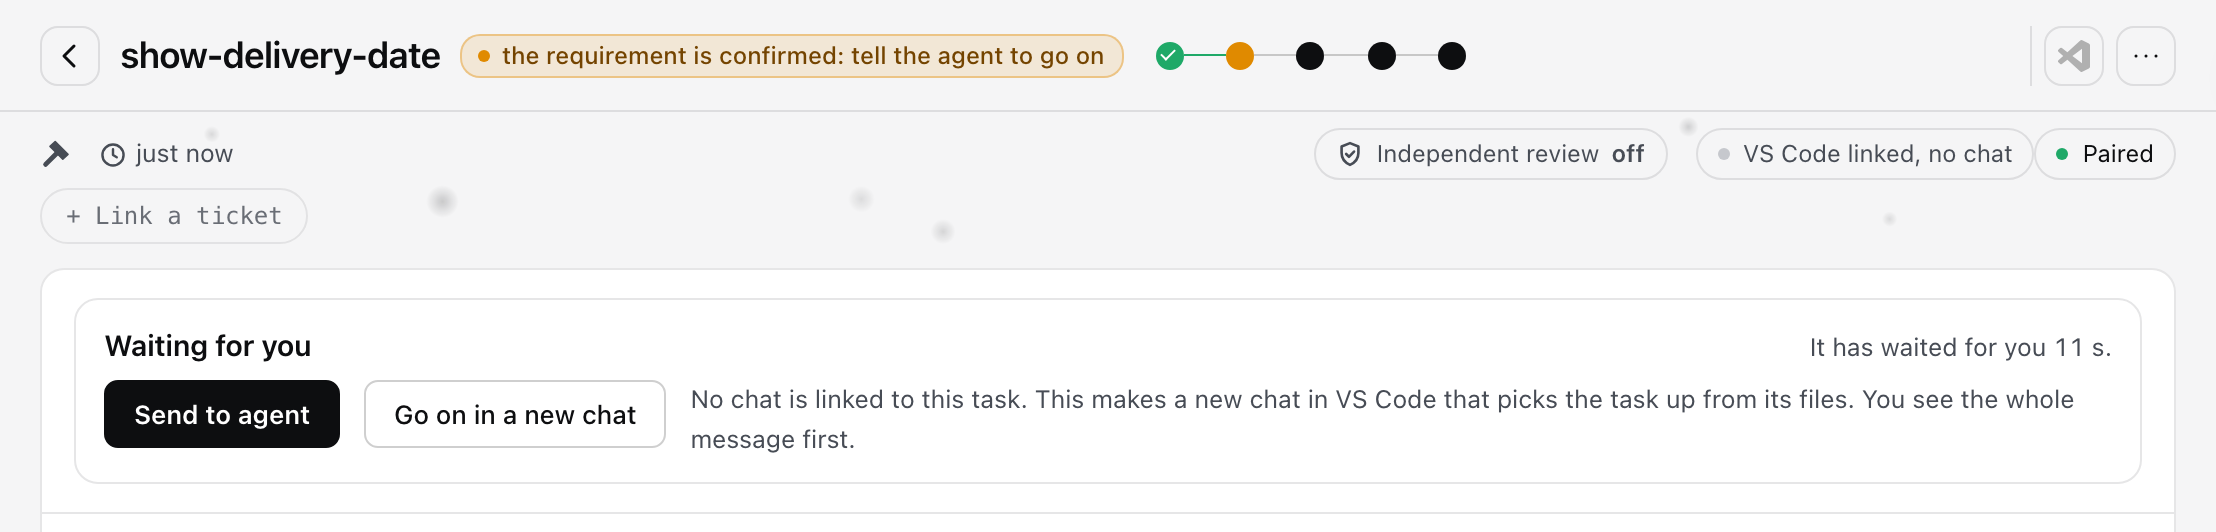 show-delivery-date
the requirement is confirmed: tell the agent to go on
just now
Independent review off
VS Code linked, no chat
Paired
+ Link a ticket
Waiting for you
It has waited for you 11 s.
Send to agent
Go on in a new chat
No chat is linked to this task. This makes a new chat in VS Code that picks the task up from its files. You see the whole
message first.